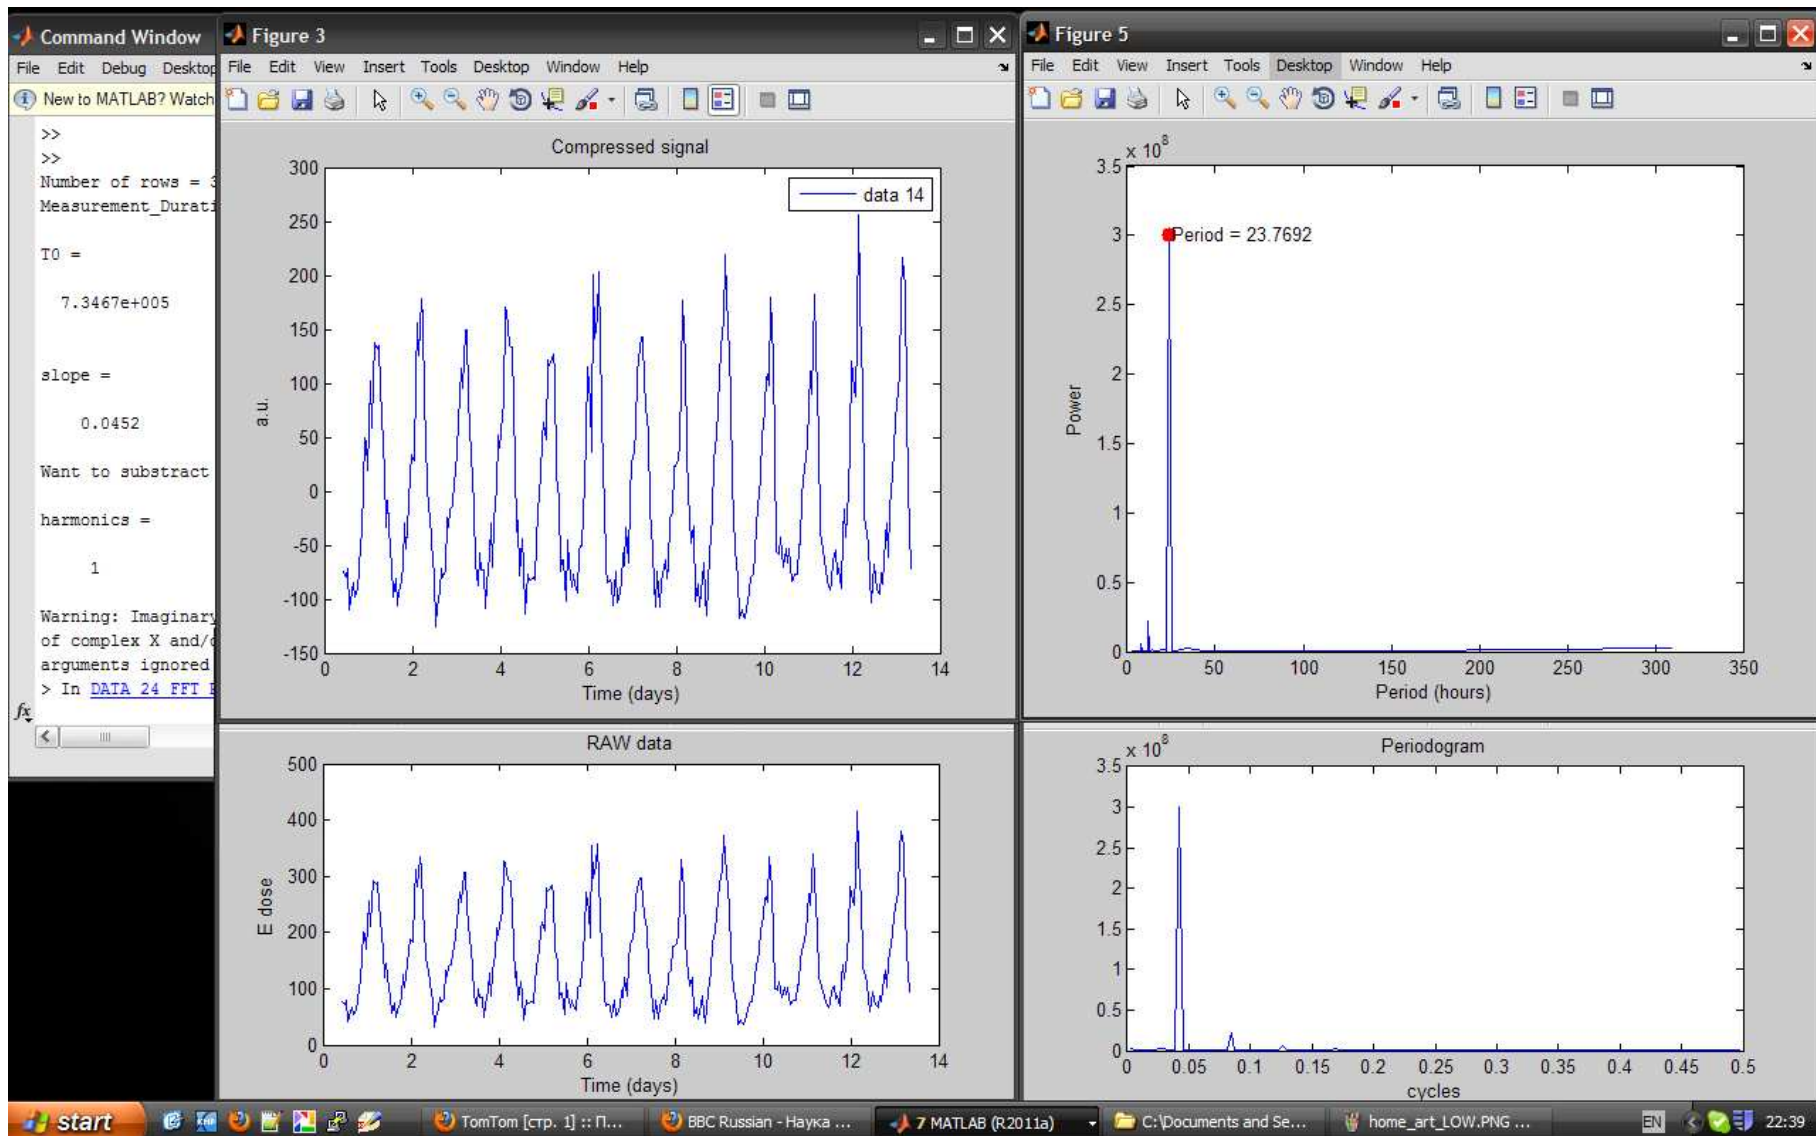 Command Window
File Edit Debug Desktop
New to MATLAB? Watch
>>
>>
Number of rows = 3
Measurement_Durati
T0 =
7.3467e+005
slope =
0.0452
Want to substract
harmonics =
1
Warning: Imaginary
of complex X and/o
arguments ignored
> In DATA 24 FFT
fx
Figure 3
File Edit View Insert Tools Desktop Window Help
Compressed signal
data 14
300
250
200
150
100
50
0
-50
-100
-150
a.u.
0 2 4 6 8 10 12 14
Time (days)
RAW data
500
400
300
200
100
0
E dose
0 2 4 6 8 10 12 14
Time (days)
Figure 5
File Edit View Insert Tools Desktop Window Help
x 10^8
3.5
3
2.5
2
1.5
1
0.5
0
Period = 23.7692
Power
0 50 100 150 200 250 300 350
Period (hours)
Periodogram
x 10^8
3.5
3
2.5
2
1.5
1
0.5
0
0 0.05 0.1 0.15 0.2 0.25 0.3 0.35 0.4 0.45 0.5
cycles
start
TomTom [стр. 1] :: П...
BBC Russian - Наука ...
7 MATLAB (R2011a)
C:\Documents and Se...
home_art_LOW.PNG ...
EN
22:39